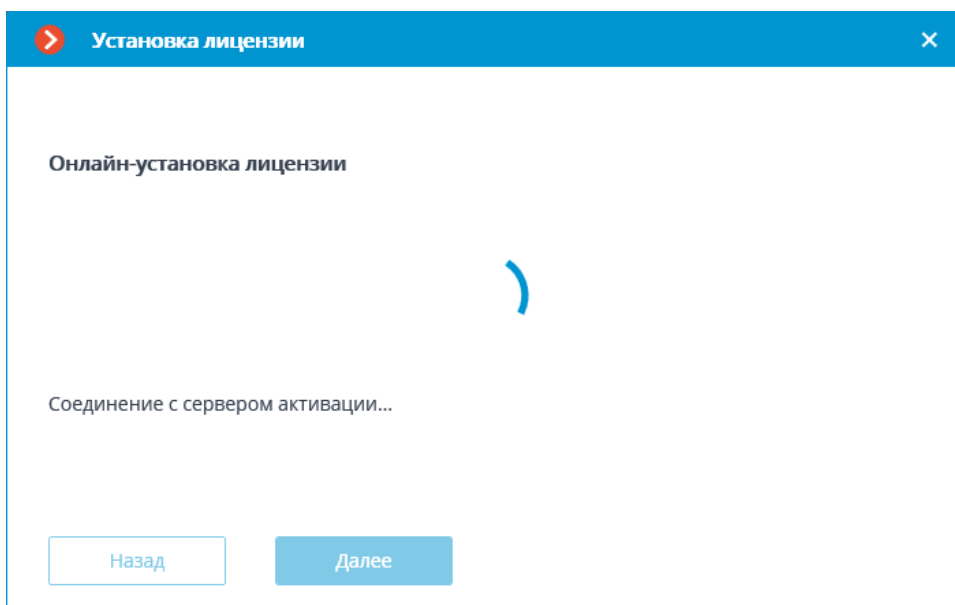 Установка лицензии
Онлайн-установка лицензии
Соединение с сервером активации...
Назад
Далее